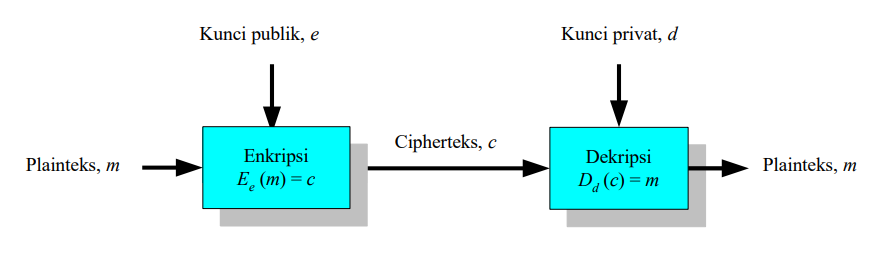 Kunci publik, e
Kunci privat, d
Plainteks, m
Enkripsi
E_e (m) = c
Cipherteks, c
Dekripsi
D_d (c) = m
Plainteks, m